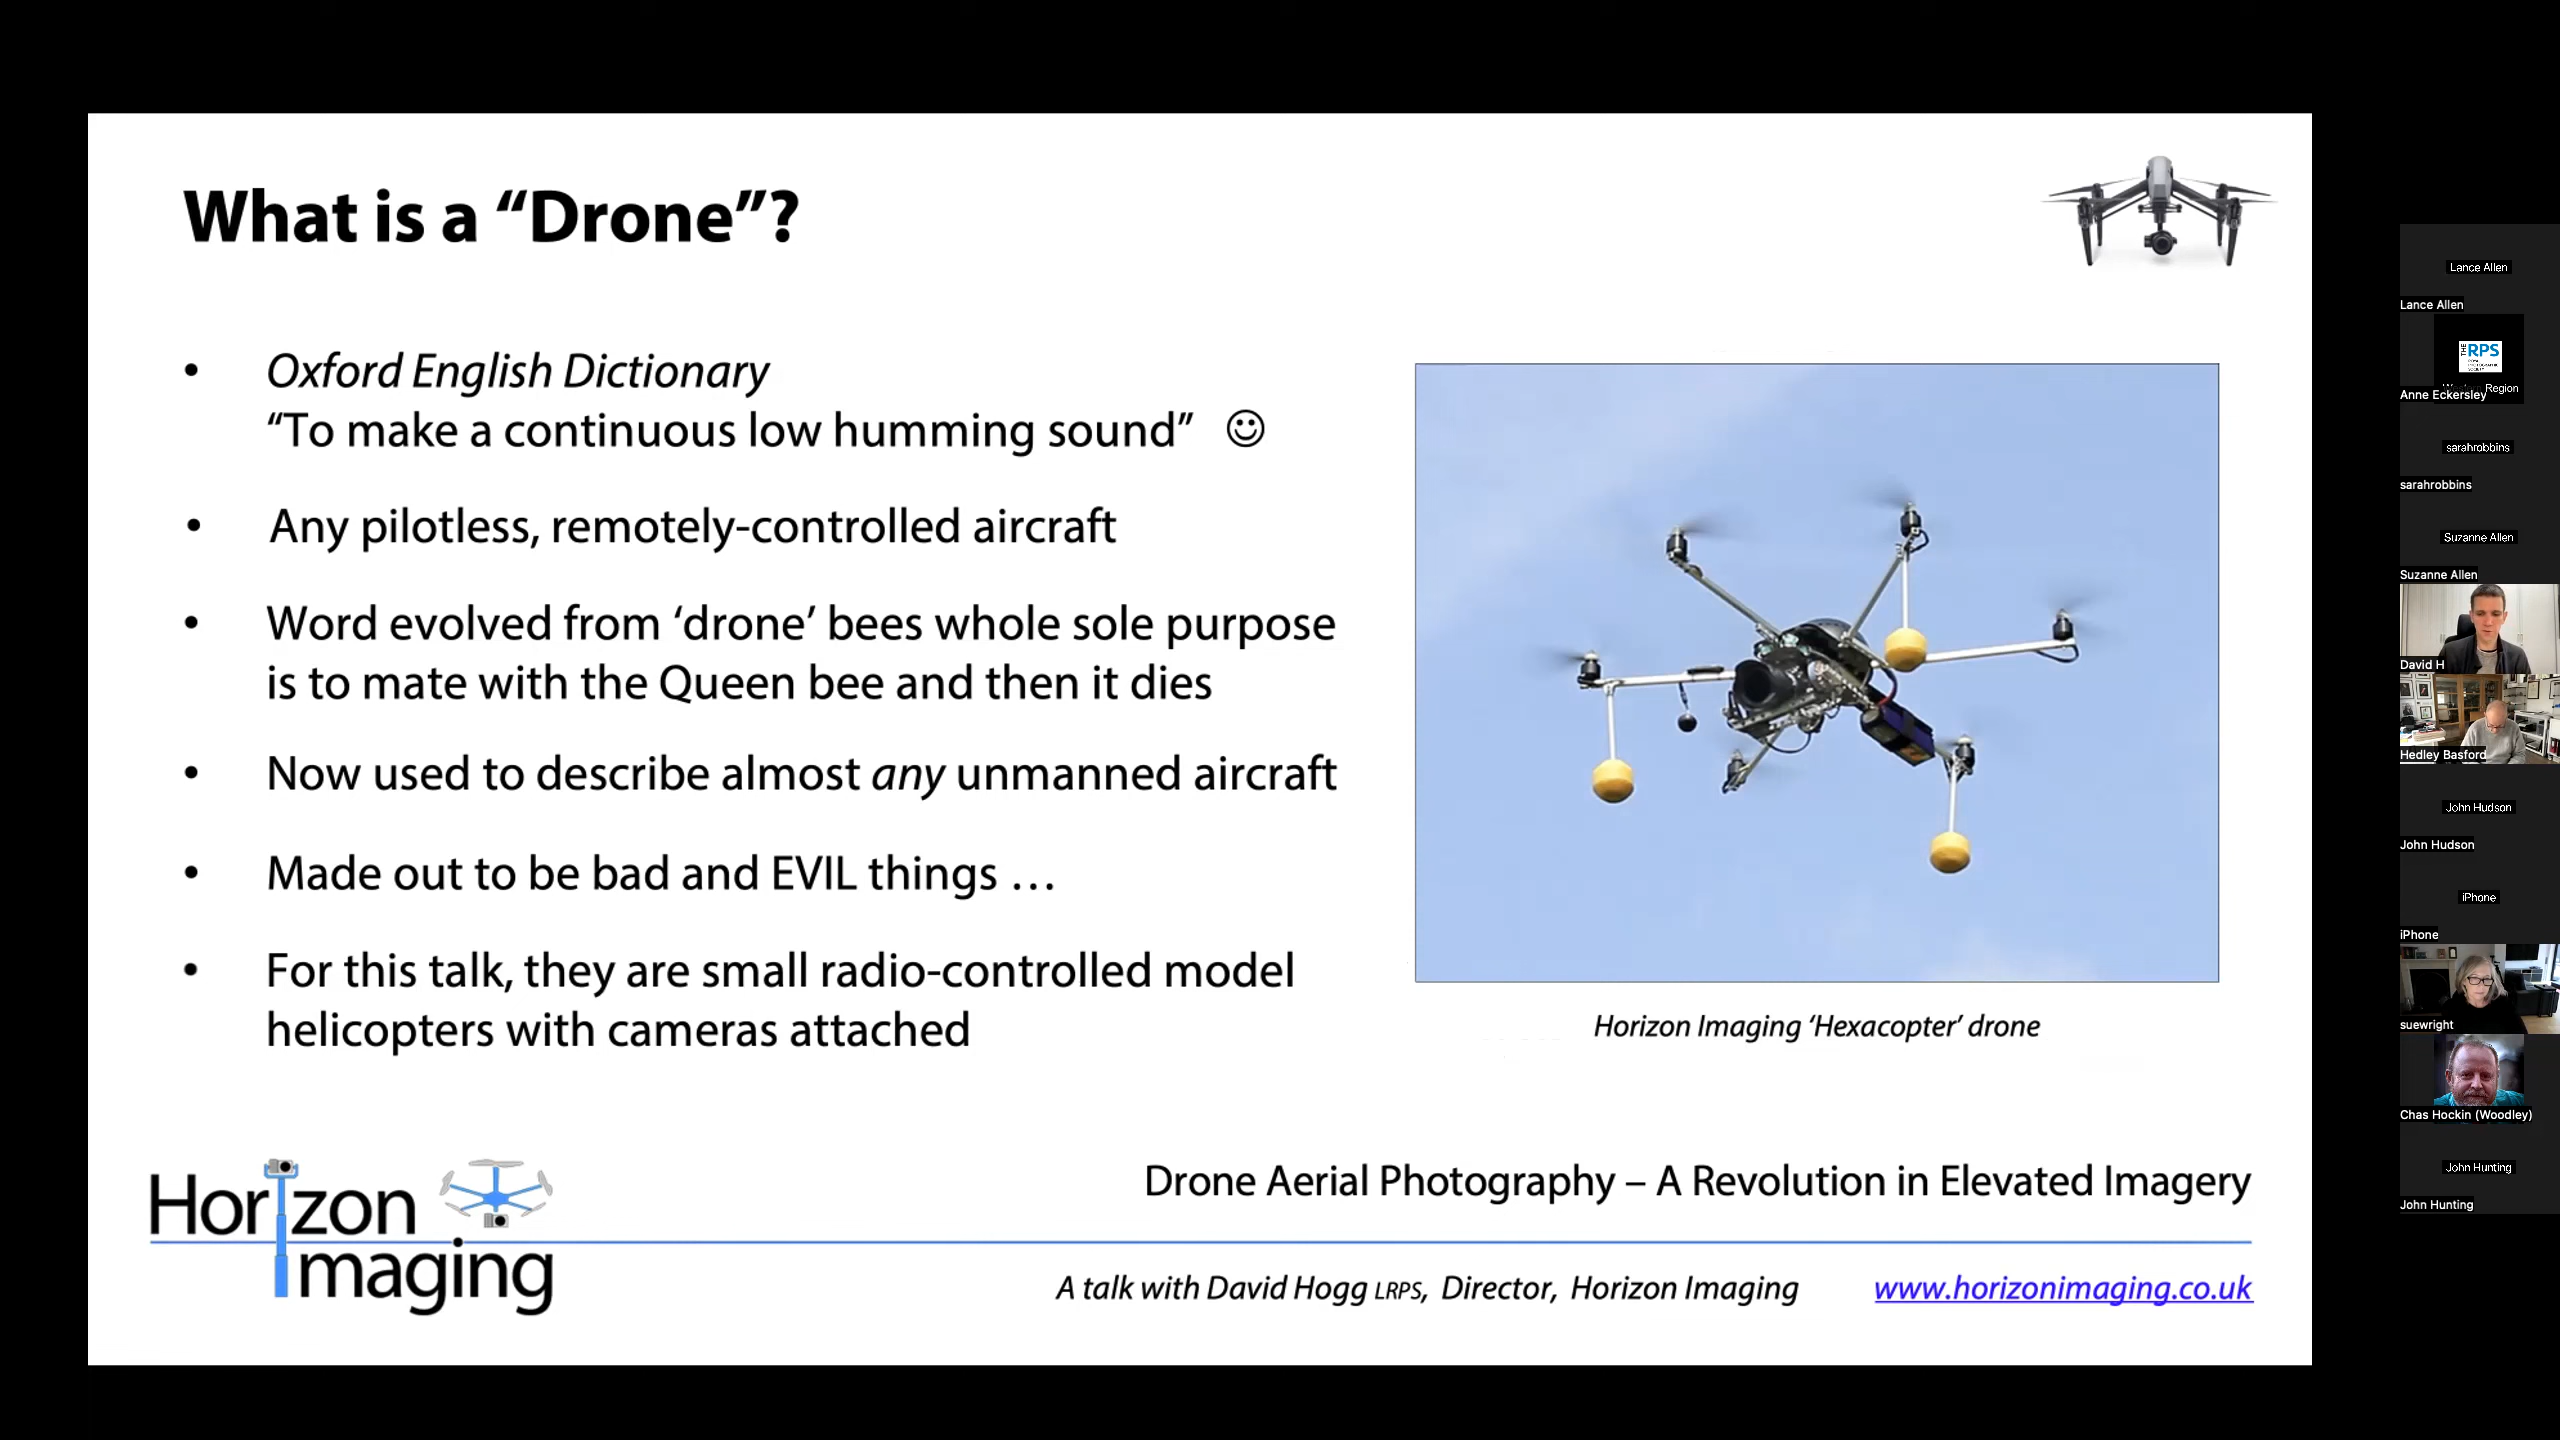 What is a “Drone”?
• Oxford English Dictionary
“To make a continuous low humming sound” ☺
• Any pilotless, remotely-controlled aircraft
• Word evolved from ‘drone’ bees whole sole purpose
is to mate with the Queen bee and then it dies
• Now used to describe almost any unmanned aircraft
• Made out to be bad and EVIL things …
• For this talk, they are small radio-controlled model
helicopters with cameras attached
Horizon Imaging ‘Hexacopter’ drone
Horizon
Imaging
Drone Aerial Photography – A Revolution in Elevated Imagery
A talk with David Hogg LRPS, Director, Horizon Imaging
www.horizonimaging.co.uk
Lance Allen
Lance Allen
THE RPS
Region
Anne Eckersley
sarahrobbins
sarahrobbins
Suzanne Allen
Suzanne Allen
David H
Hedley Basford
John Hudson
John Hudson
iPhone
iPhone
suewright
Chas Hockin (Woodley)
John Hunting
John Hunting